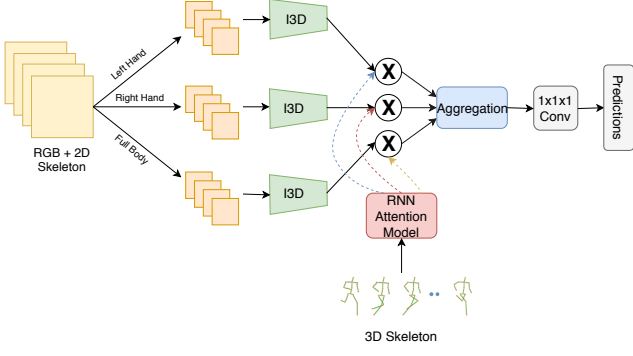 Left Hand
Right Hand
Full Body
RGB + 2D
Skeleton
I3D
I3D
I3D
X
X
X
Aggregation
1x1x1
Conv
Predictions
RNN
Attention
Model
3D Skeleton